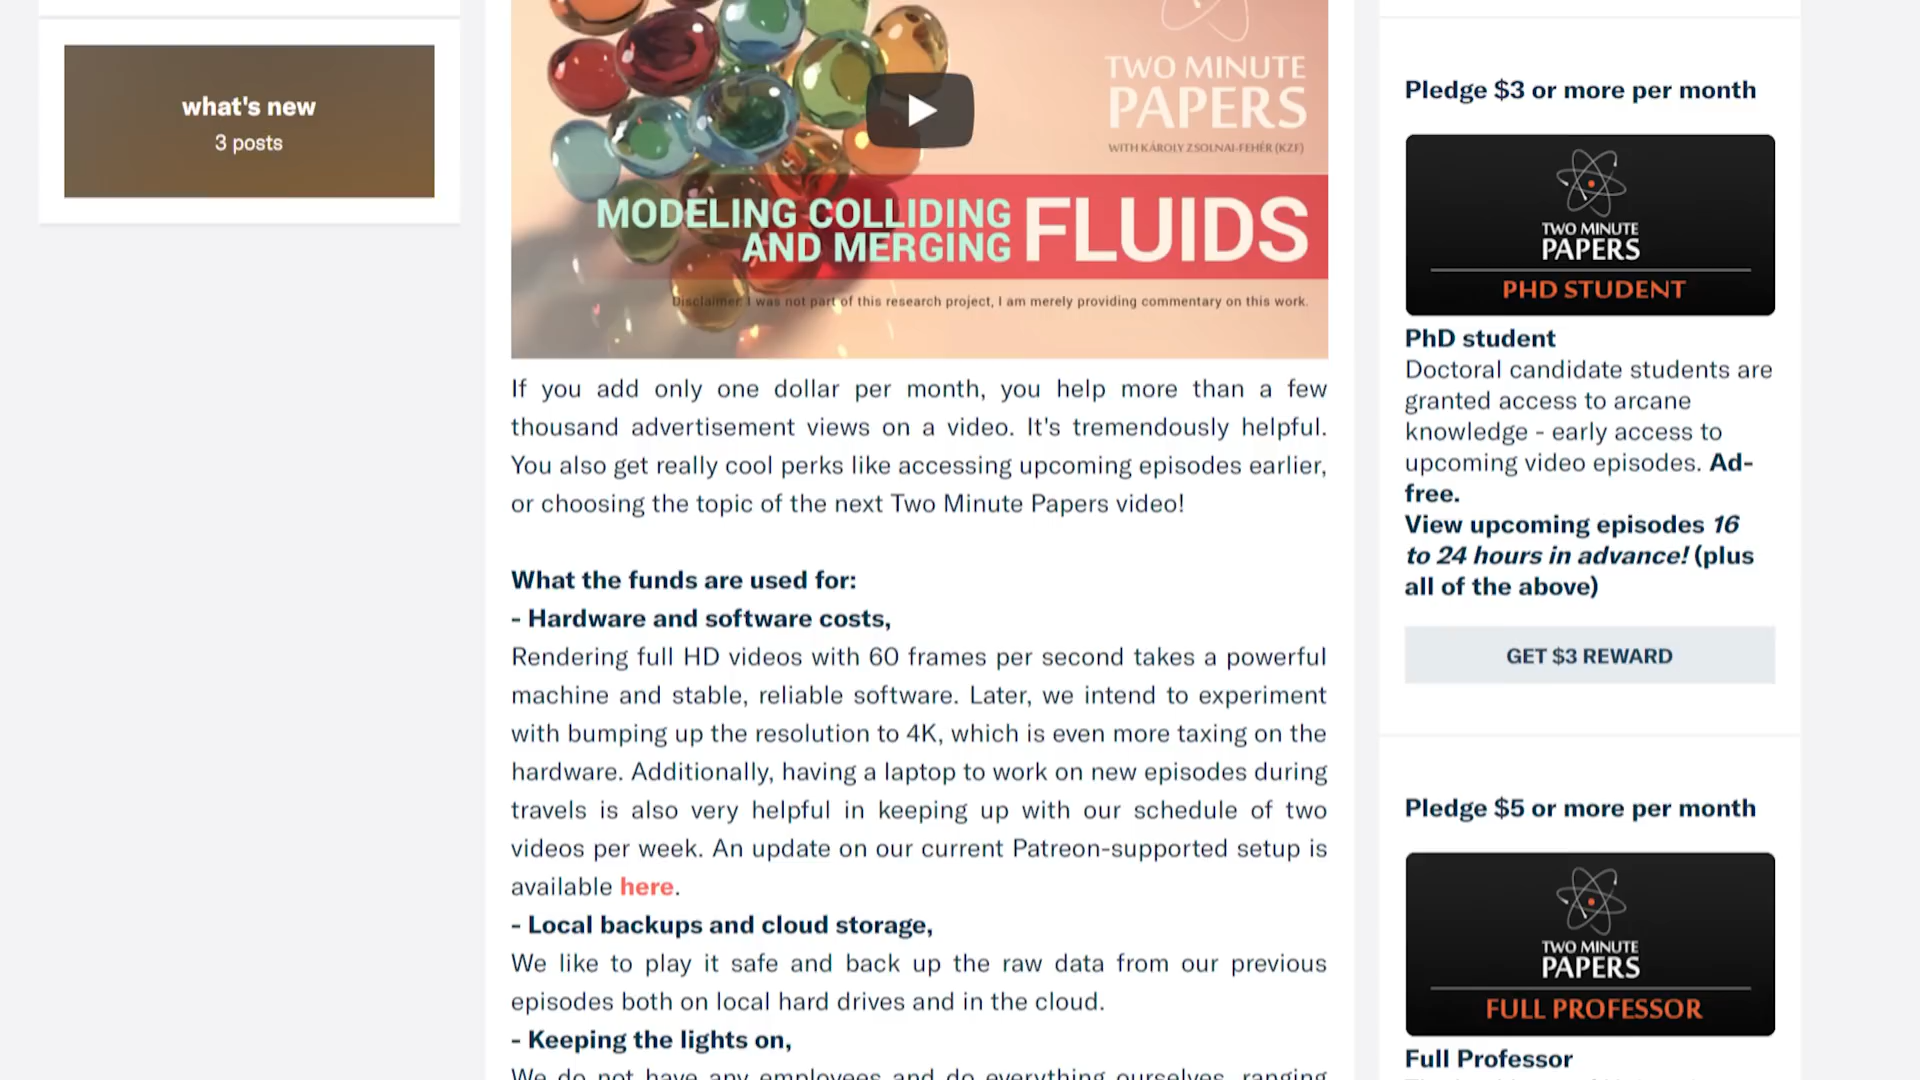 what's new
3 posts
TWO MINUTE
PAPERS
WITH KÁROLY ZSOLNAI-FEHÉR (KZF)
MODELING COLLIDING
AND MERGING
FLUIDS
Disclaimer: I was not part of this research project, I am merely providing commentary on this work.
If you add only one dollar per month, you help more than a few
thousand advertisement views on a video. It's tremendously helpful.
You also get really cool perks like accessing upcoming episodes earlier,
or choosing the topic of the next Two Minute Papers video!
What the funds are used for:
- Hardware and software costs,
Rendering full HD videos with 60 frames per second takes a powerful
machine and stable, reliable software. Later, we intend to experiment
with bumping up the resolution to 4K, which is even more taxing on the
hardware. Additionally, having a laptop to work on new episodes during
travels is also very helpful in keeping up with our schedule of two
videos per week. An update on our current Patreon-supported setup is
available here.
- Local backups and cloud storage,
We like to play it safe and back up the raw data from our previous
episodes both on local hard drives and in the cloud.
- Keeping the lights on,
We do not have any employees and do everything ourselves, ranging
Pledge $3 or more per month
TWO MINUTE
PAPERS
PHD STUDENT
PhD student
Doctoral candidate students are
granted access to arcane
knowledge - early access to
upcoming video episodes. Ad-
free.
View upcoming episodes 16
to 24 hours in advance! (plus
all of the above)
GET $3 REWARD
Pledge $5 or more per month
TWO MINUTE
PAPERS
FULL PROFESSOR
Full Professor